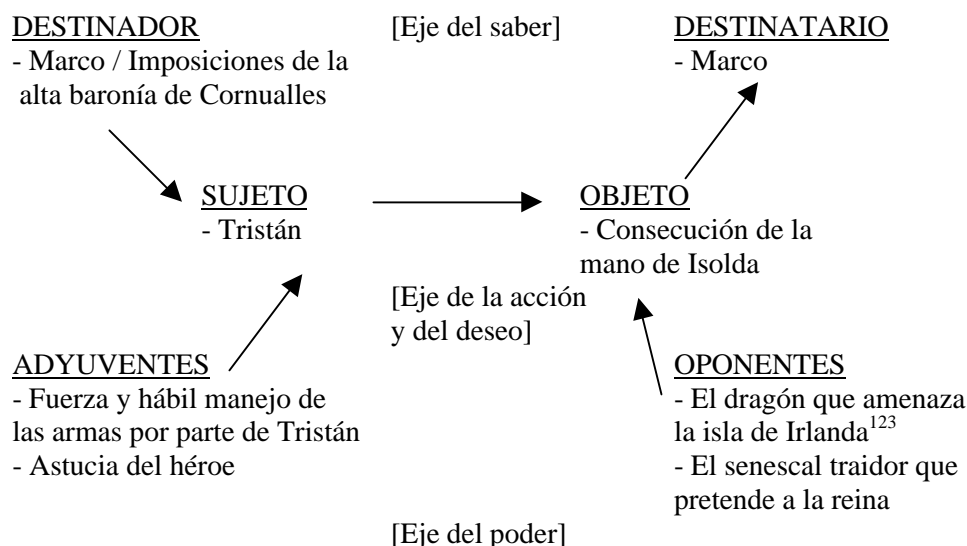 DESTINADOR [Eje del saber] DESTINATARIO
- Marco / Imposiciones de la - Marco
alta baronía de Cornualles
SUJETO OBJETO
- Tristán - Consecución de la
mano de Isolda
[Eje de la acción
y del deseo]
ADYUVENTES OPONENTES
- Fuerza y hábil manejo de - El dragón que amenaza
las armas por parte de Tristán la isla de Irlanda123
- Astucia del héroe - El senescal traidor que
pretende a la reina
[Eje del poder]